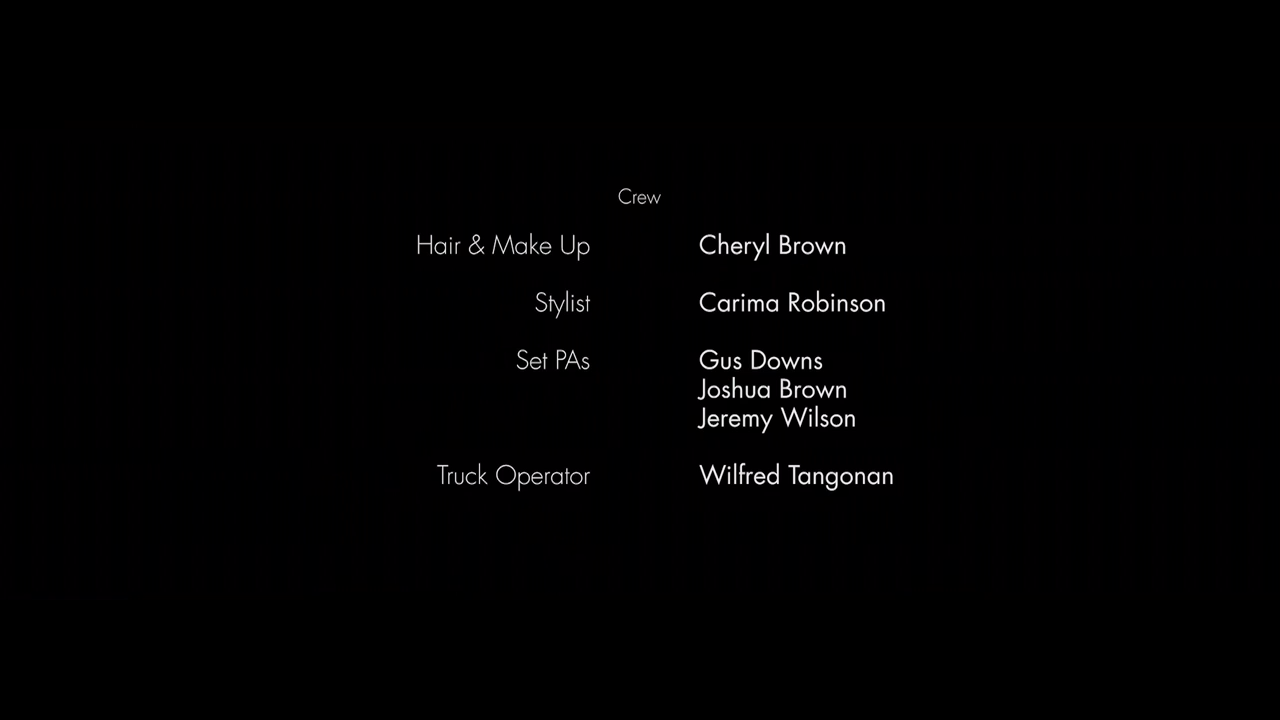 Crew
Hair & Make Up Cheryl Brown
Stylist Carima Robinson
Set PAs Gus Downs
Joshua Brown
Jeremy Wilson
Truck Operator Wilfred Tangonan